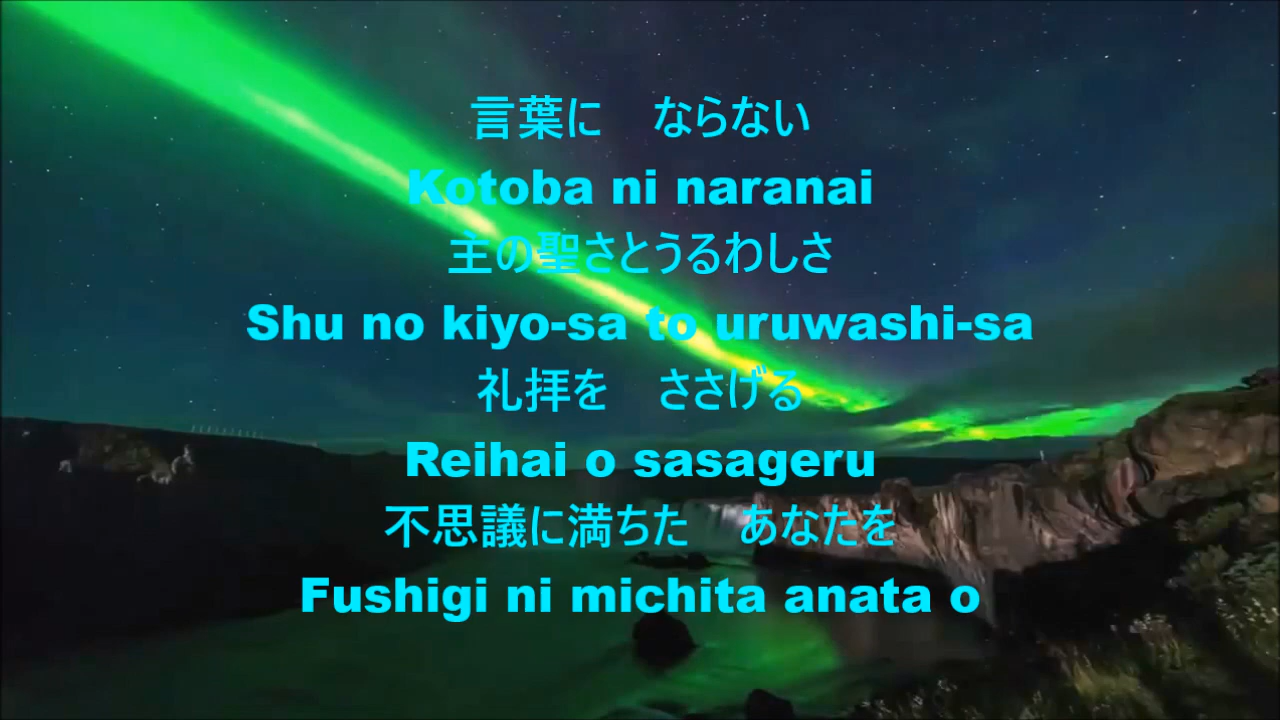 言葉に　ならない
Kotoba ni naranai
主の聖さとうるわしさ
Shu no kiyo-sa to uruwashi-sa
礼拝を　ささげる
Reihai o sasageru
不思議に満ちた　あなたを
Fushigi ni michita anata o